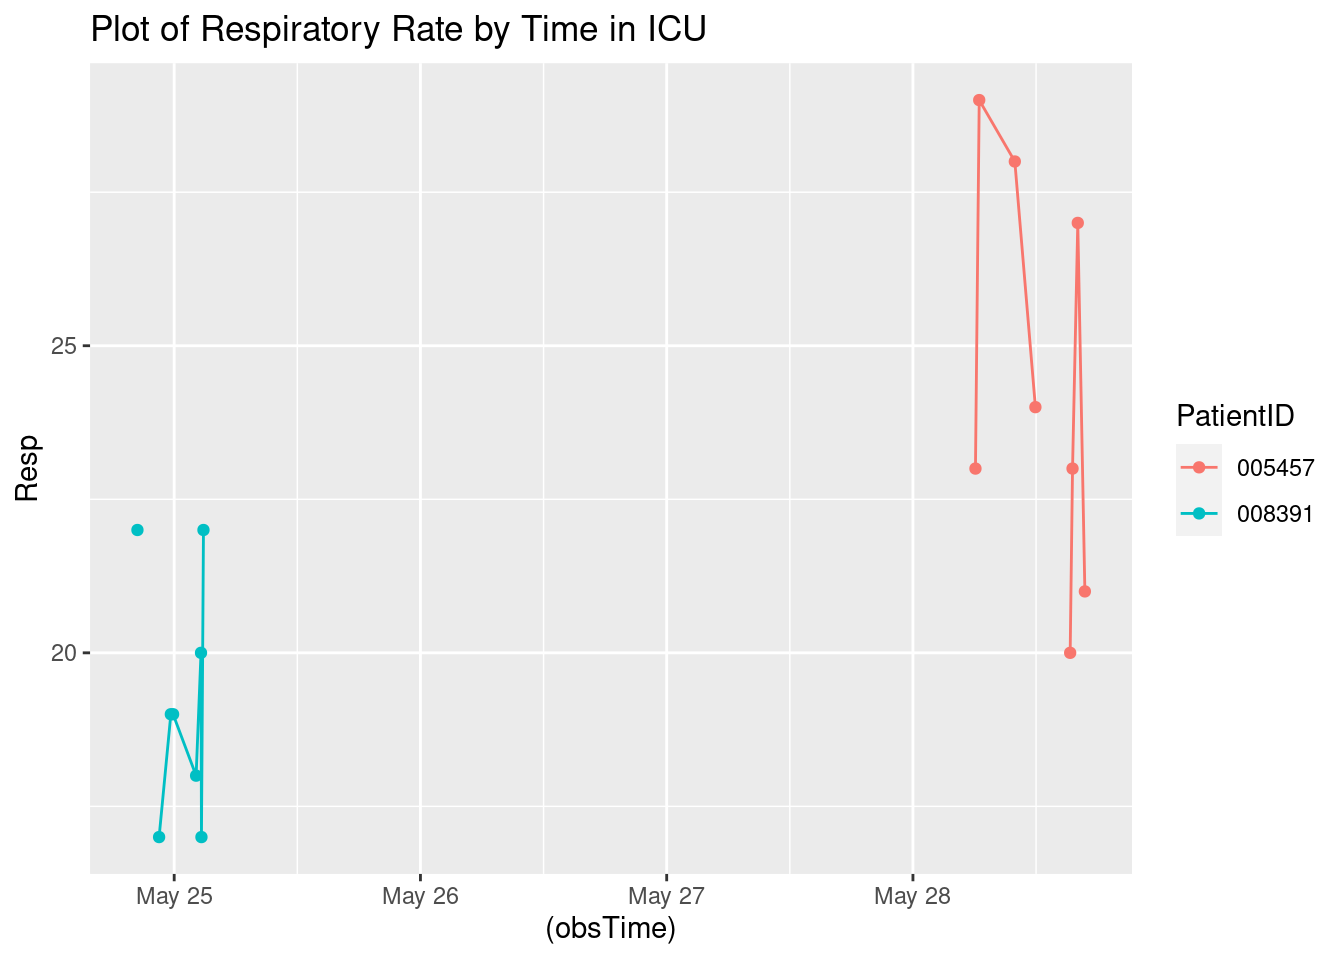 Plot of Respiratory Rate by Time in ICU
Resp
25
20
May 25
May 26
May 27
May 28
(obsTime)
PatientID
005457
008391